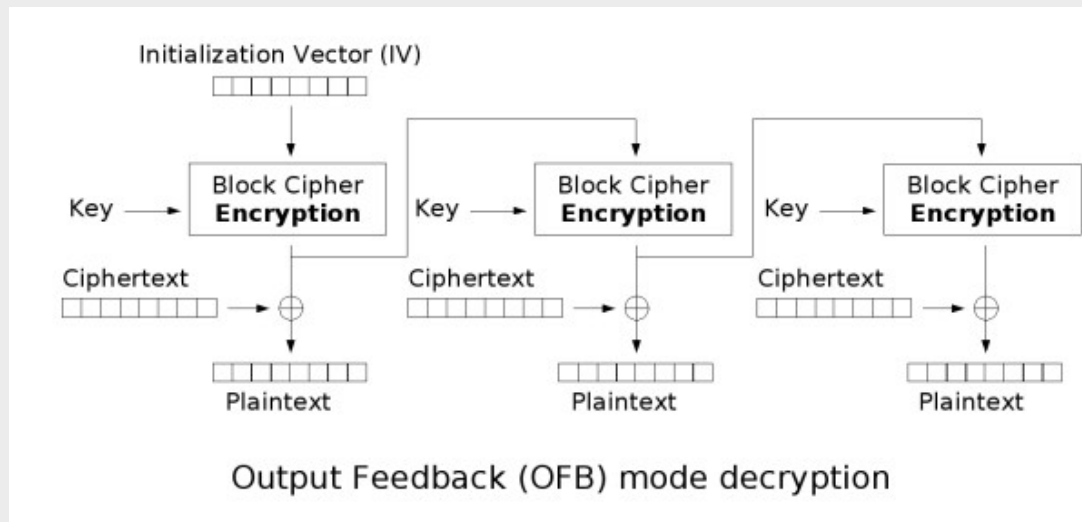 Initialization Vector (IV)
Block Cipher
Encryption
Key
Ciphertext
Plaintext
Block Cipher
Encryption
Key
Ciphertext
Plaintext
Block Cipher
Encryption
Key
Ciphertext
Plaintext
Output Feedback (OFB) mode decryption